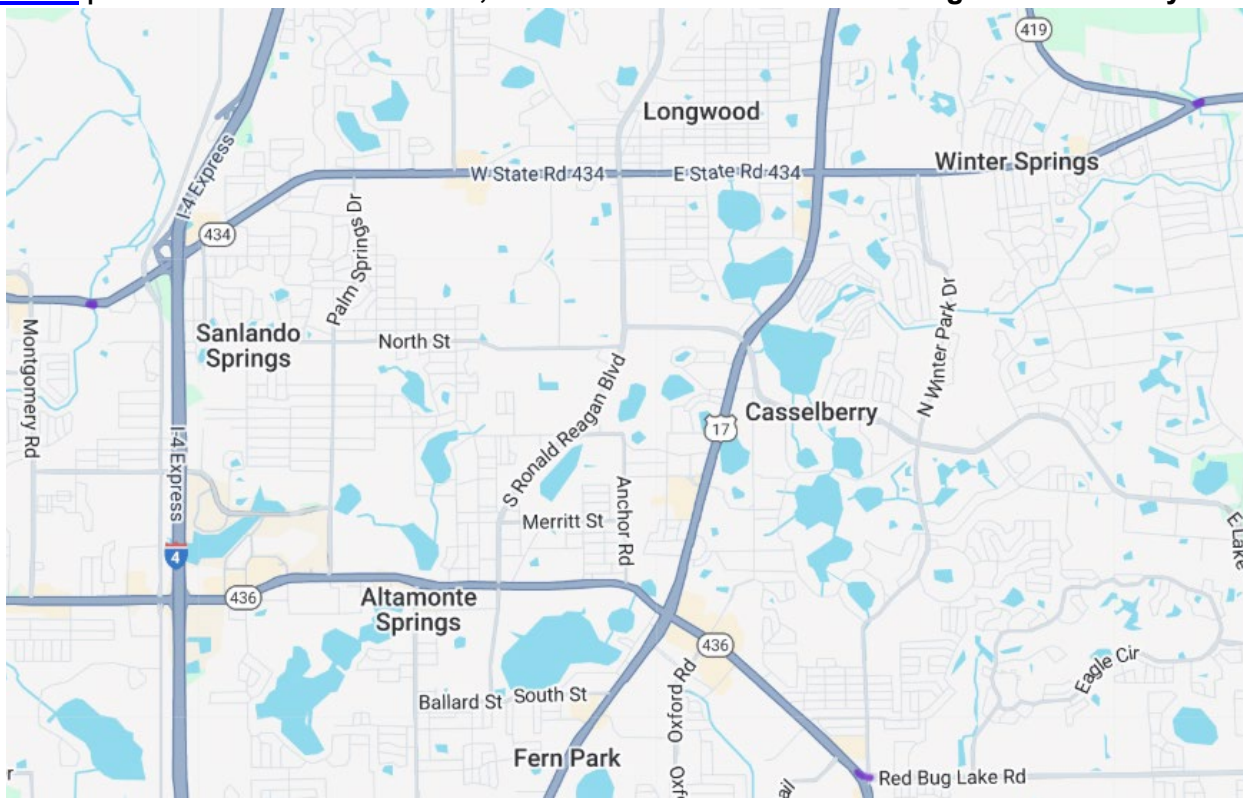 419
Longwood
Winter Springs
W State Rd 434
E State Rd 434
I-4 Express
434
Palm Springs Dr
Sanlando
Springs
North St
Montgomery Rd
N Winter Park Dr
S Ronald Reagan Blvd
Casselberry
17
I-4 Express
Anchor Rd
Merritt St
E Lake
4
436
Altamonte
Springs
436
Eagle Cir
Ballard St
South St
Oxford Rd
Fern Park
Red Bug Lake Rd